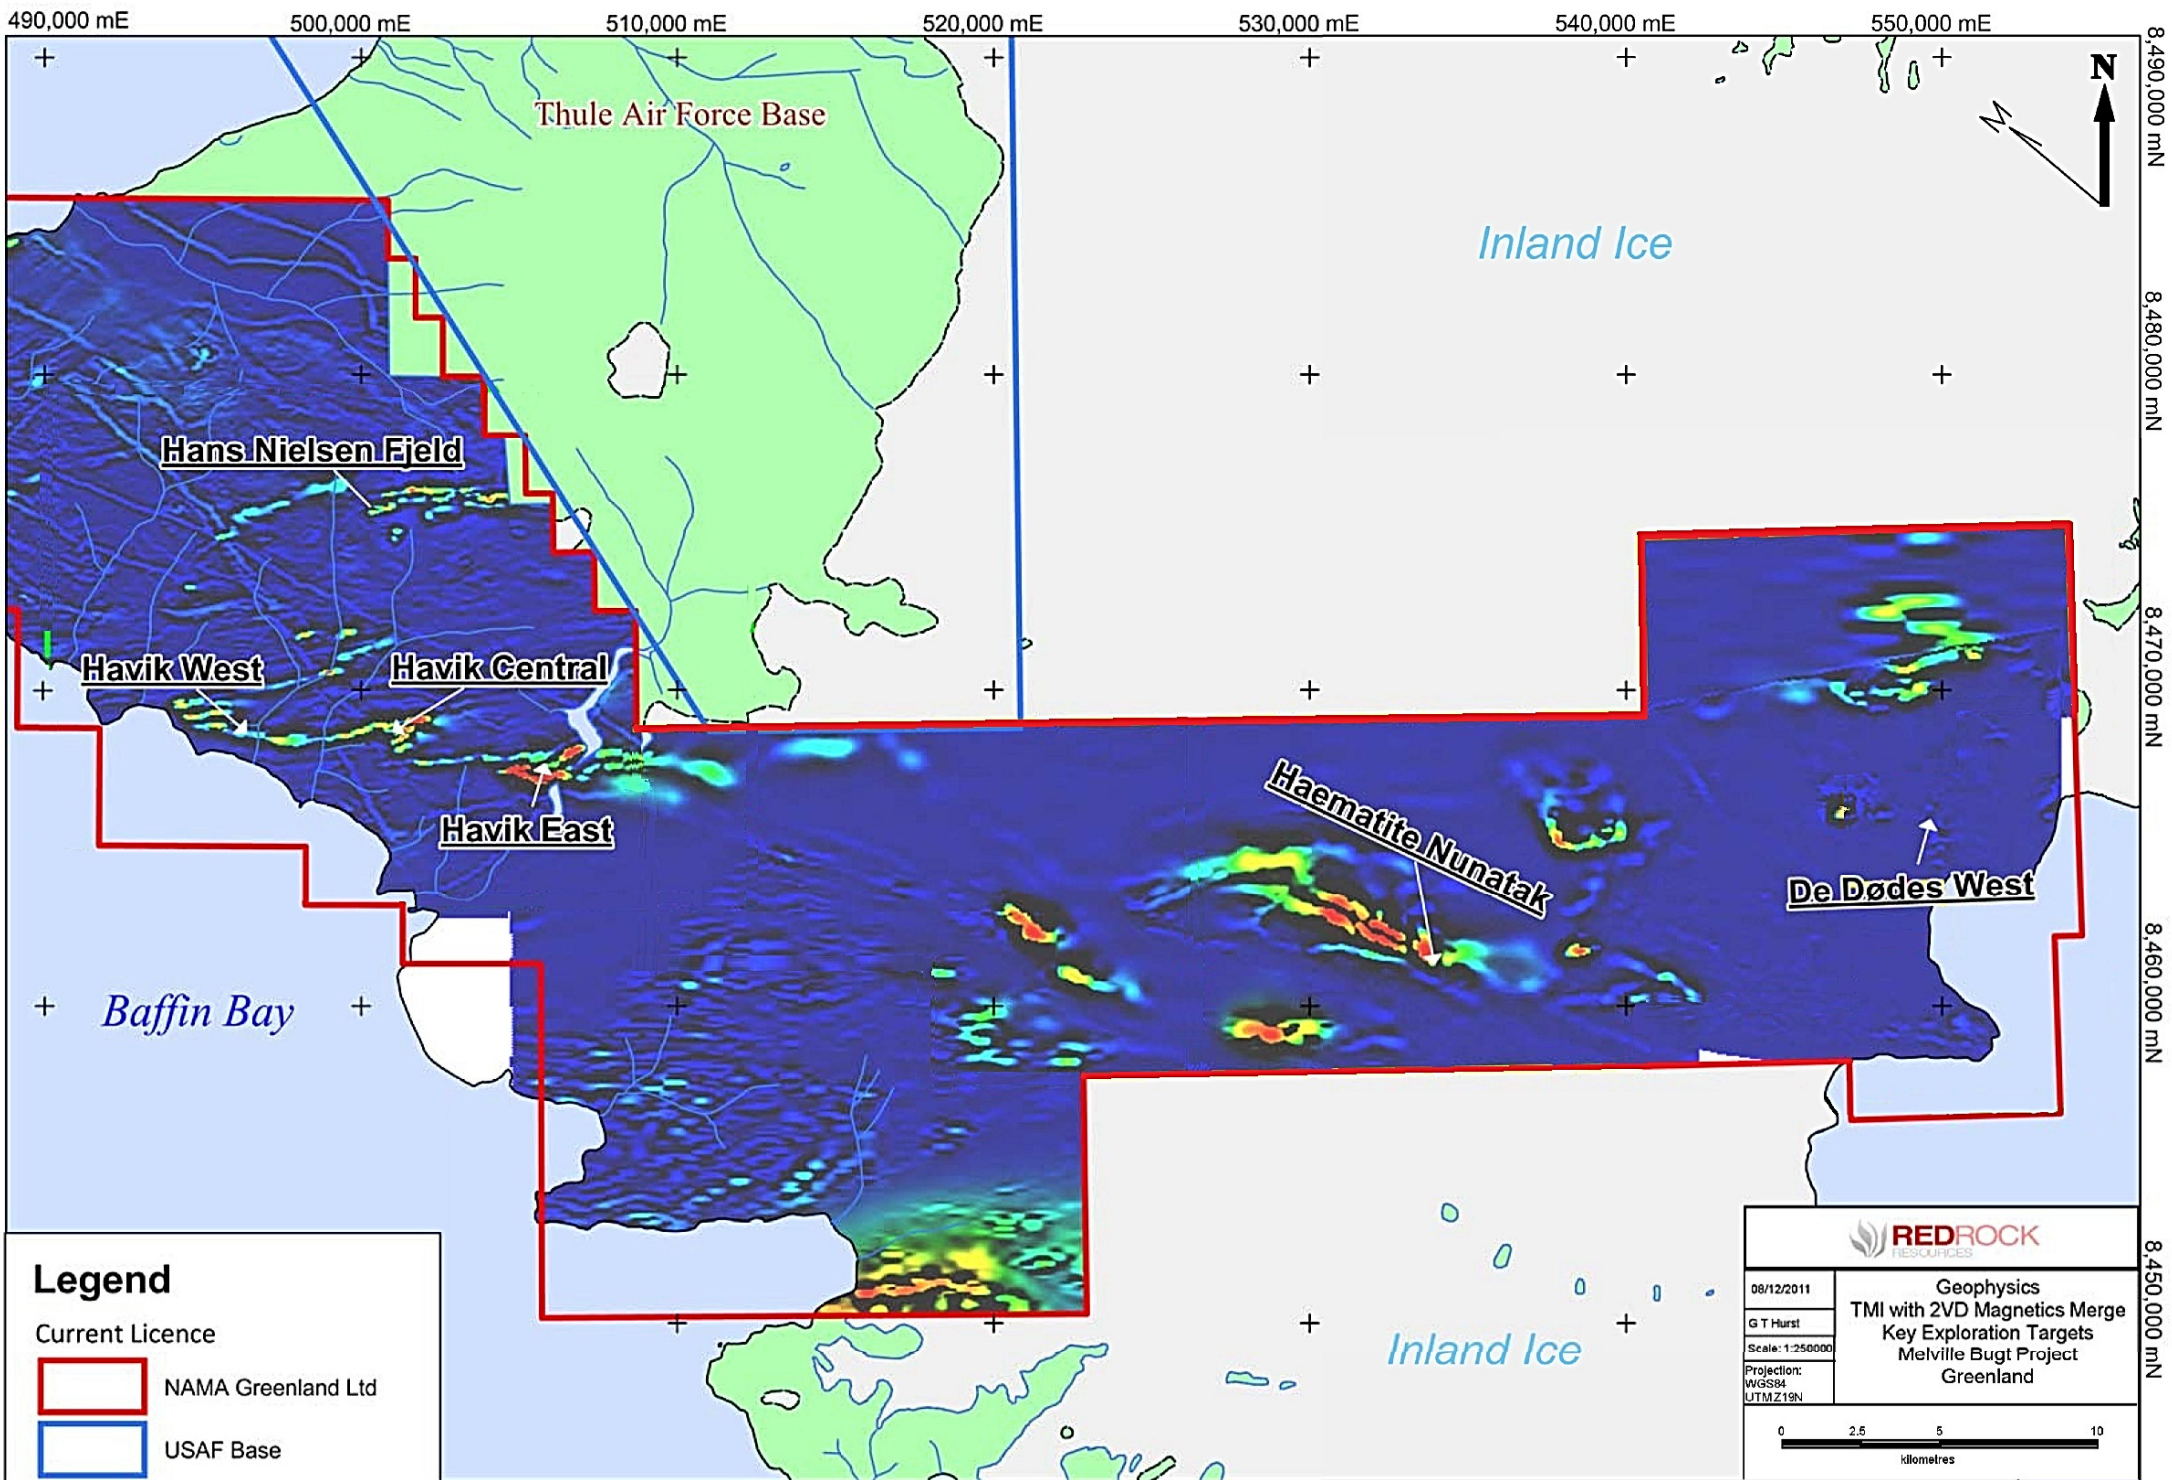 490,000 mE
500,000 mE
510,000 mE
520,000 mE
530,000 mE
540,000 mE
550,000 mE
8,490,000 mN
N
Thule Air Force Base
Inland Ice
8,480,000 mN
Hans Nielsen Fjeld
8,470,000 mN
Havik West
Havik Central
Havik East
Haematite Nunatak
De Dødes West
8,460,000 mN
Baffin Bay
8,450,000 mN
Inland Ice
Legend
Current Licence
NAMA Greenland Ltd
USAF Base
REDROCK
RESOURCES
08/12/2011
G T Hurst
Scale: 1:250000
Projection:
WGS84
UTMZ19N
Geophysics
TMI with 2VD Magnetics Merge
Key Exploration Targets
Melville Bugt Project
Greenland
0 2.5 5 10
kilometres